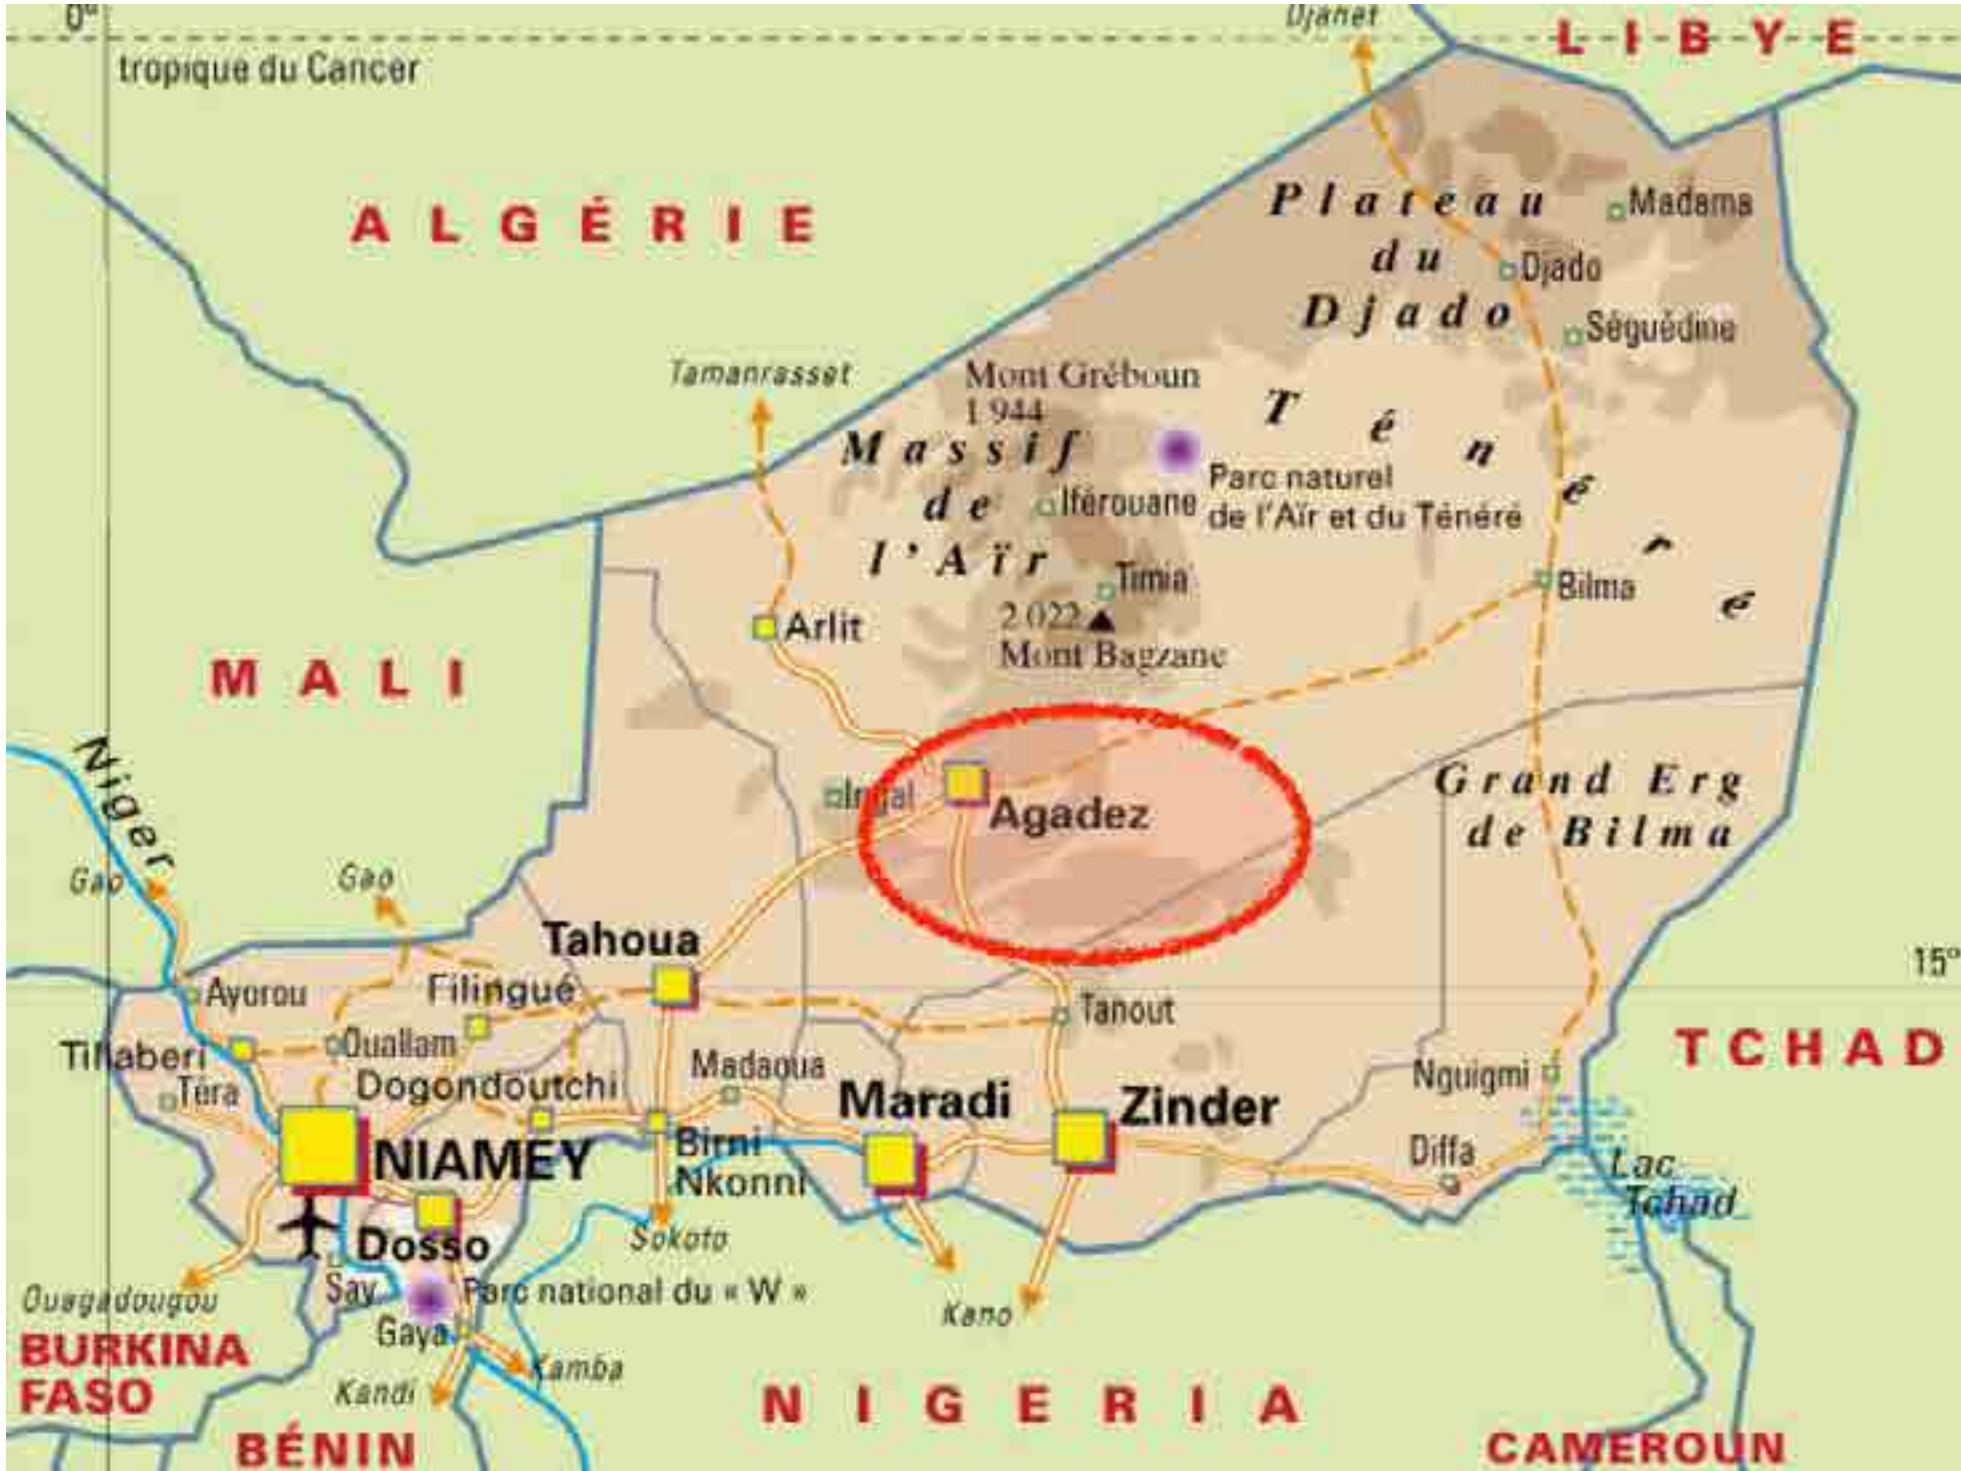 0°
Djanet
LIBYE
tropique du Cancer
ALGÉRIE
Plateau
du
Djado
Madama
Djado
Séguédine
Tamanrasset
Mont Gréboun
1 944
Massif
de
l'Aïr
Ténéré
Parc naturel
de l'Aïr et du Ténéré
Iférouane
Timia
2 022
Mont Bagzane
Bilma
Arlit
MALI
Niger
Ingal
Agadez
Grand Erg
de Bilma
Gao
Gao
Tahoua
15°
Ayorou
Filingué
Tanout
TCHAD
Tillaberi
Ouallam
Téra
Dogondoutchi
Madaoua
Maradi
Zinder
Nguigmi
NIAMEY
Birni
Nkonni
Diffa
Lac
Tchad
Dosso
Sokoto
Say
Parc national du « W »
Ouagadougou
Kano
Gaya
BURKINA
FASO
Kandi
Kamba
NIGERIA
BÉNIN
CAMEROUN